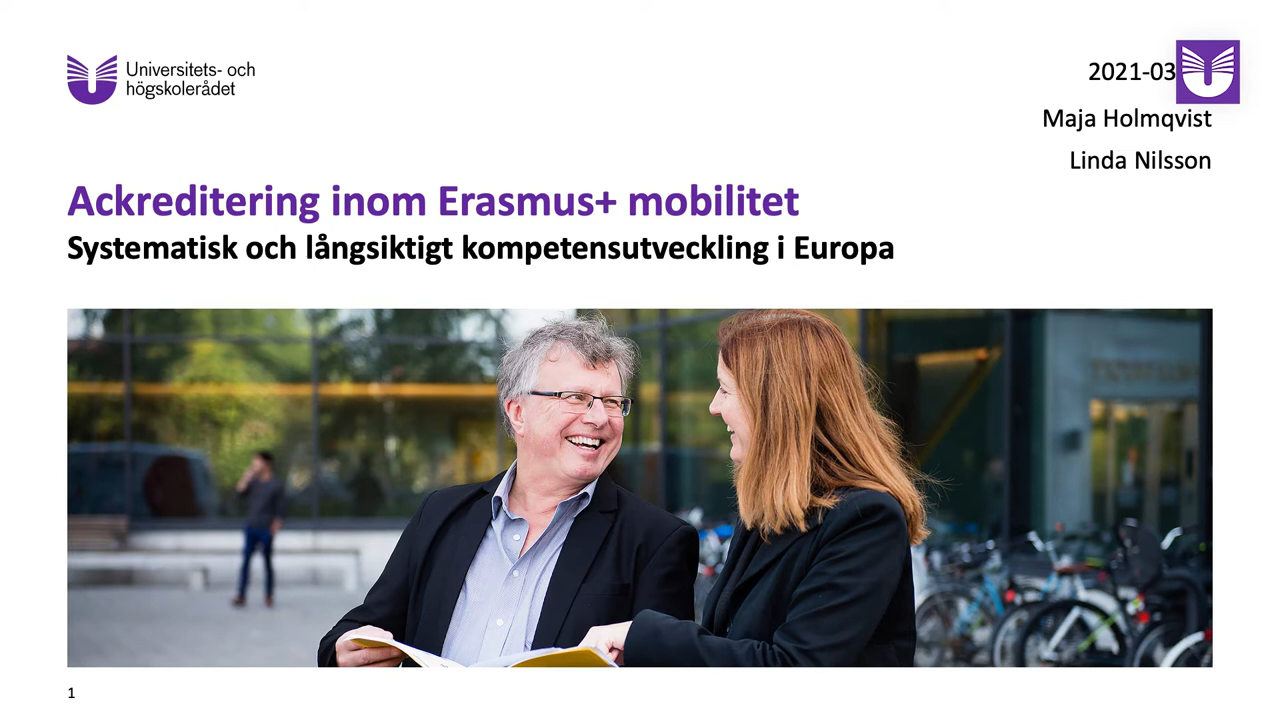 Universitets- och
högskolerådet
2021-03
Maja Holmqvist
Linda Nilsson
Ackreditering inom Erasmus+ mobilitet
Systematisk och långsiktigt kompetensutveckling i Europa
1